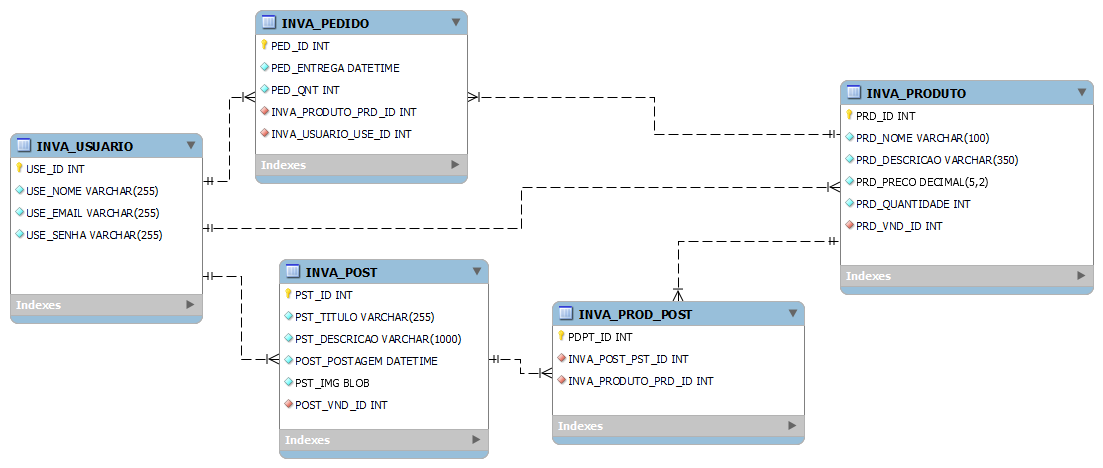 INVA_PEDIDO
PED_ID INT
PED_ENTREGA DATETIME
PED_QNT INT
INVA_PRODUTO_PRD_ID INT
INVA_USUARIO_USE_ID INT
Indexes
INVA_PRODUTO
PRD_ID INT
PRD_NOME VARCHAR(100)
PRD_DESCRICAO VARCHAR(350)
PRD_PRECO DECIMAL(5,2)
PRD_QUANTIDADE INT
PRD_VND_ID INT
Indexes
INVA_USUARIO
USE_ID INT
USE_NOME VARCHAR(255)
USE_EMAIL VARCHAR(255)
USE_SENHA VARCHAR(255)
Indexes
INVA_POST
PST_ID INT
PST_TITULO VARCHAR(255)
PST_DESCRICAO VARCHAR(1000)
POST_POSTAGEM DATETIME
PST_IMG BLOB
POST_VND_ID INT
Indexes
INVA_PROD_POST
PDPT_ID INT
INVA_POST_PST_ID INT
INVA_PRODUTO_PRD_ID INT
Indexes